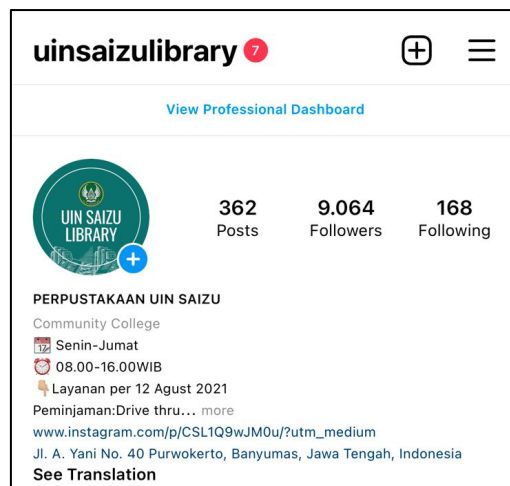 uinsaizulibrary 7
View Professional Dashboard
UIN SAIZU
LIBRARY
362 9.064 168
Posts Followers Following
PERPUSTAKAAN UIN SAIZU
Community College
17 Senin-Jumat
08.00-16.00WIB
Layanan per 12 Agust 2021
Peminjaman:Drive thru... more
www.instagram.com/p/CSL1Q9wJM0u/?utm_medium
Jl. A. Yani No. 40 Purwokerto, Banyumas, Jawa Tengah, Indonesia
See Translation